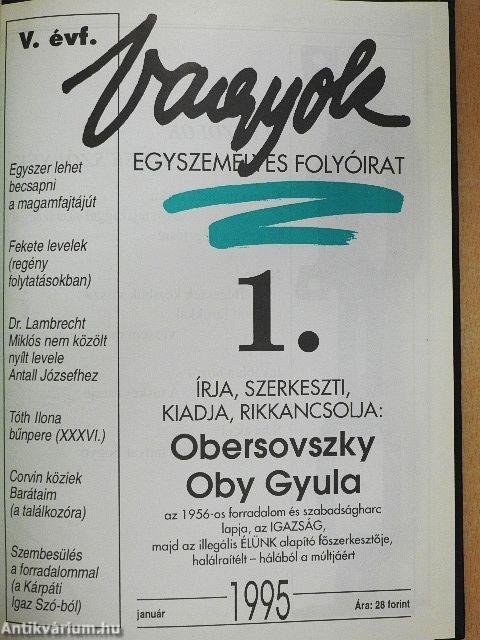 V. évf.
Vagyok
EGYSZEMÉLYES FOLYÓIRAT
Egyszer lehet
becsapni
a magamfajtájút
Fekete levelek
(regény
folytatásokban)
Dr. Lambrecht
Miklós nem közölt
nyílt levele
Antall Józsefhez
Tóth Ilona
bűnpere (XXXVI.)
Corvin köziek
Barátaim
(a találkozóra)
Szembesülés
a forradalommal
(a Kárpáti
Igaz Szó-ból)
1.
ÍRJA, SZERKESZTI,
KIADJA, RIKKANCSOLJA:
Obersovszky
Oby Gyula
az 1956-os forradalom és szabadságharc
lapja, az IGAZSÁG,
majd az illegális ÉLÜNK alapító főszerkesztője,
halálraítélt – hálából a múltjáért
január
1995
Ára: 28 forint
Antikvárium.hu